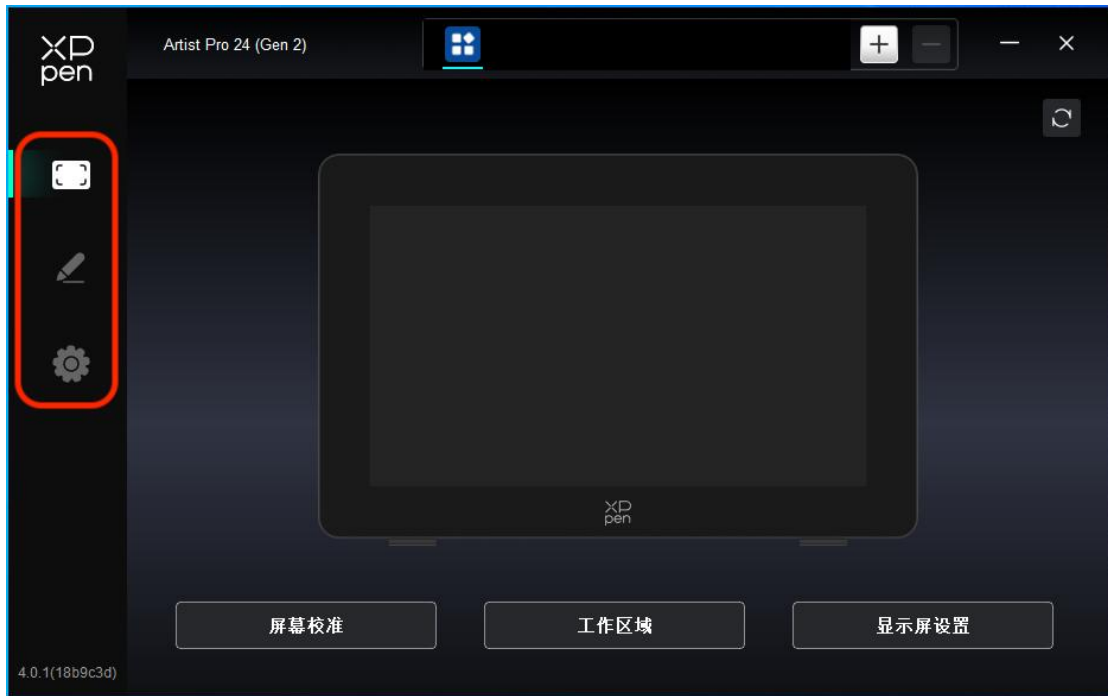 XP
pen
Artist Pro 24 (Gen 2)
XP
pen
屏幕校准
工作区域
显示屏设置
4.0.1(18b9c3d)